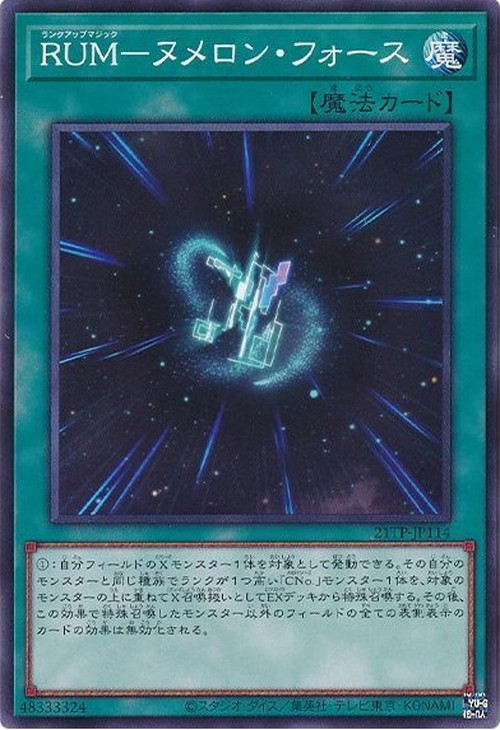 ランクアップマジック
RUM－ヌメロン・フォース
魔
【魔法カード】
21TP-JP114
①：自分フィールドのXモンスター1体を対象として発動できる。その自分の
モンスターと同じ種族でランクが1つ高い「CNo.」モンスター1体を、対象の
モンスターの上に重ねてX召喚扱いとしてEXデッキから特殊召喚する。その後、
この効果で特殊召喚したモンスター以外のフィールドの全ての表側表示の
カードの効果は無効化される。
48333324
©スタジオ・ダイス／集英社・テレビ東京・KONAMI